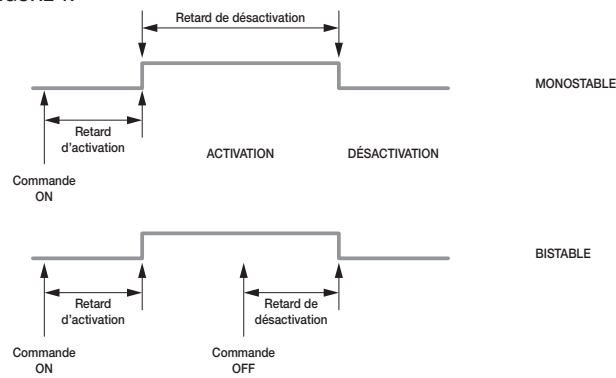 Retard de désactivation
MONOSTABLE
Retard
d'activation
ACTIVATION
DÉSACTIVATION
Commande
ON
BISTABLE
Retard
d'activation
Retard de
désactivation
Commande
ON
Commande
OFF